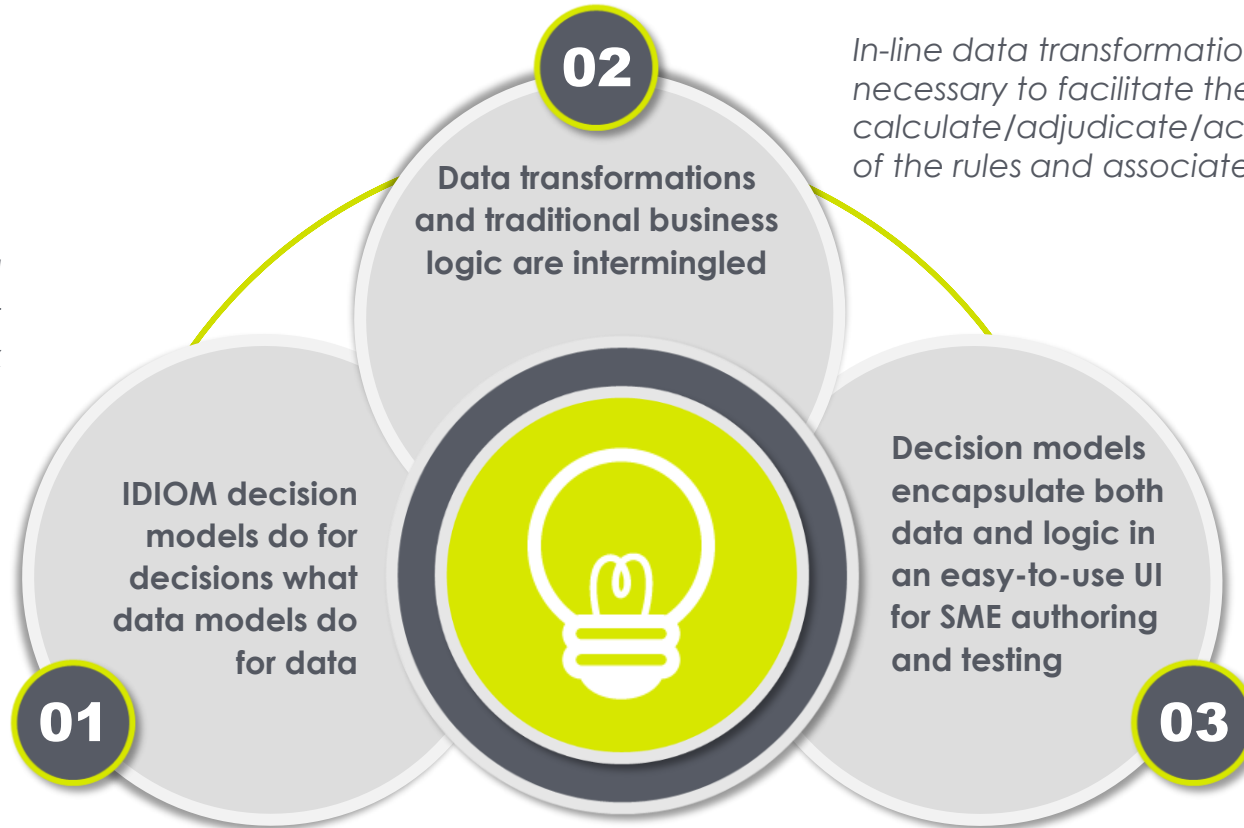 02
In-line data transformatio
necessary to facilitate the
calculate/adjudicate/ac
of the rules and associate
Data transformations
and traditional business
logic are intermingled
IDIOM decision
models do for
decisions what
data models do
for data
01
Decision models
encapsulate both
data and logic in
an easy-to-use UI
for SME authoring
and testing
03